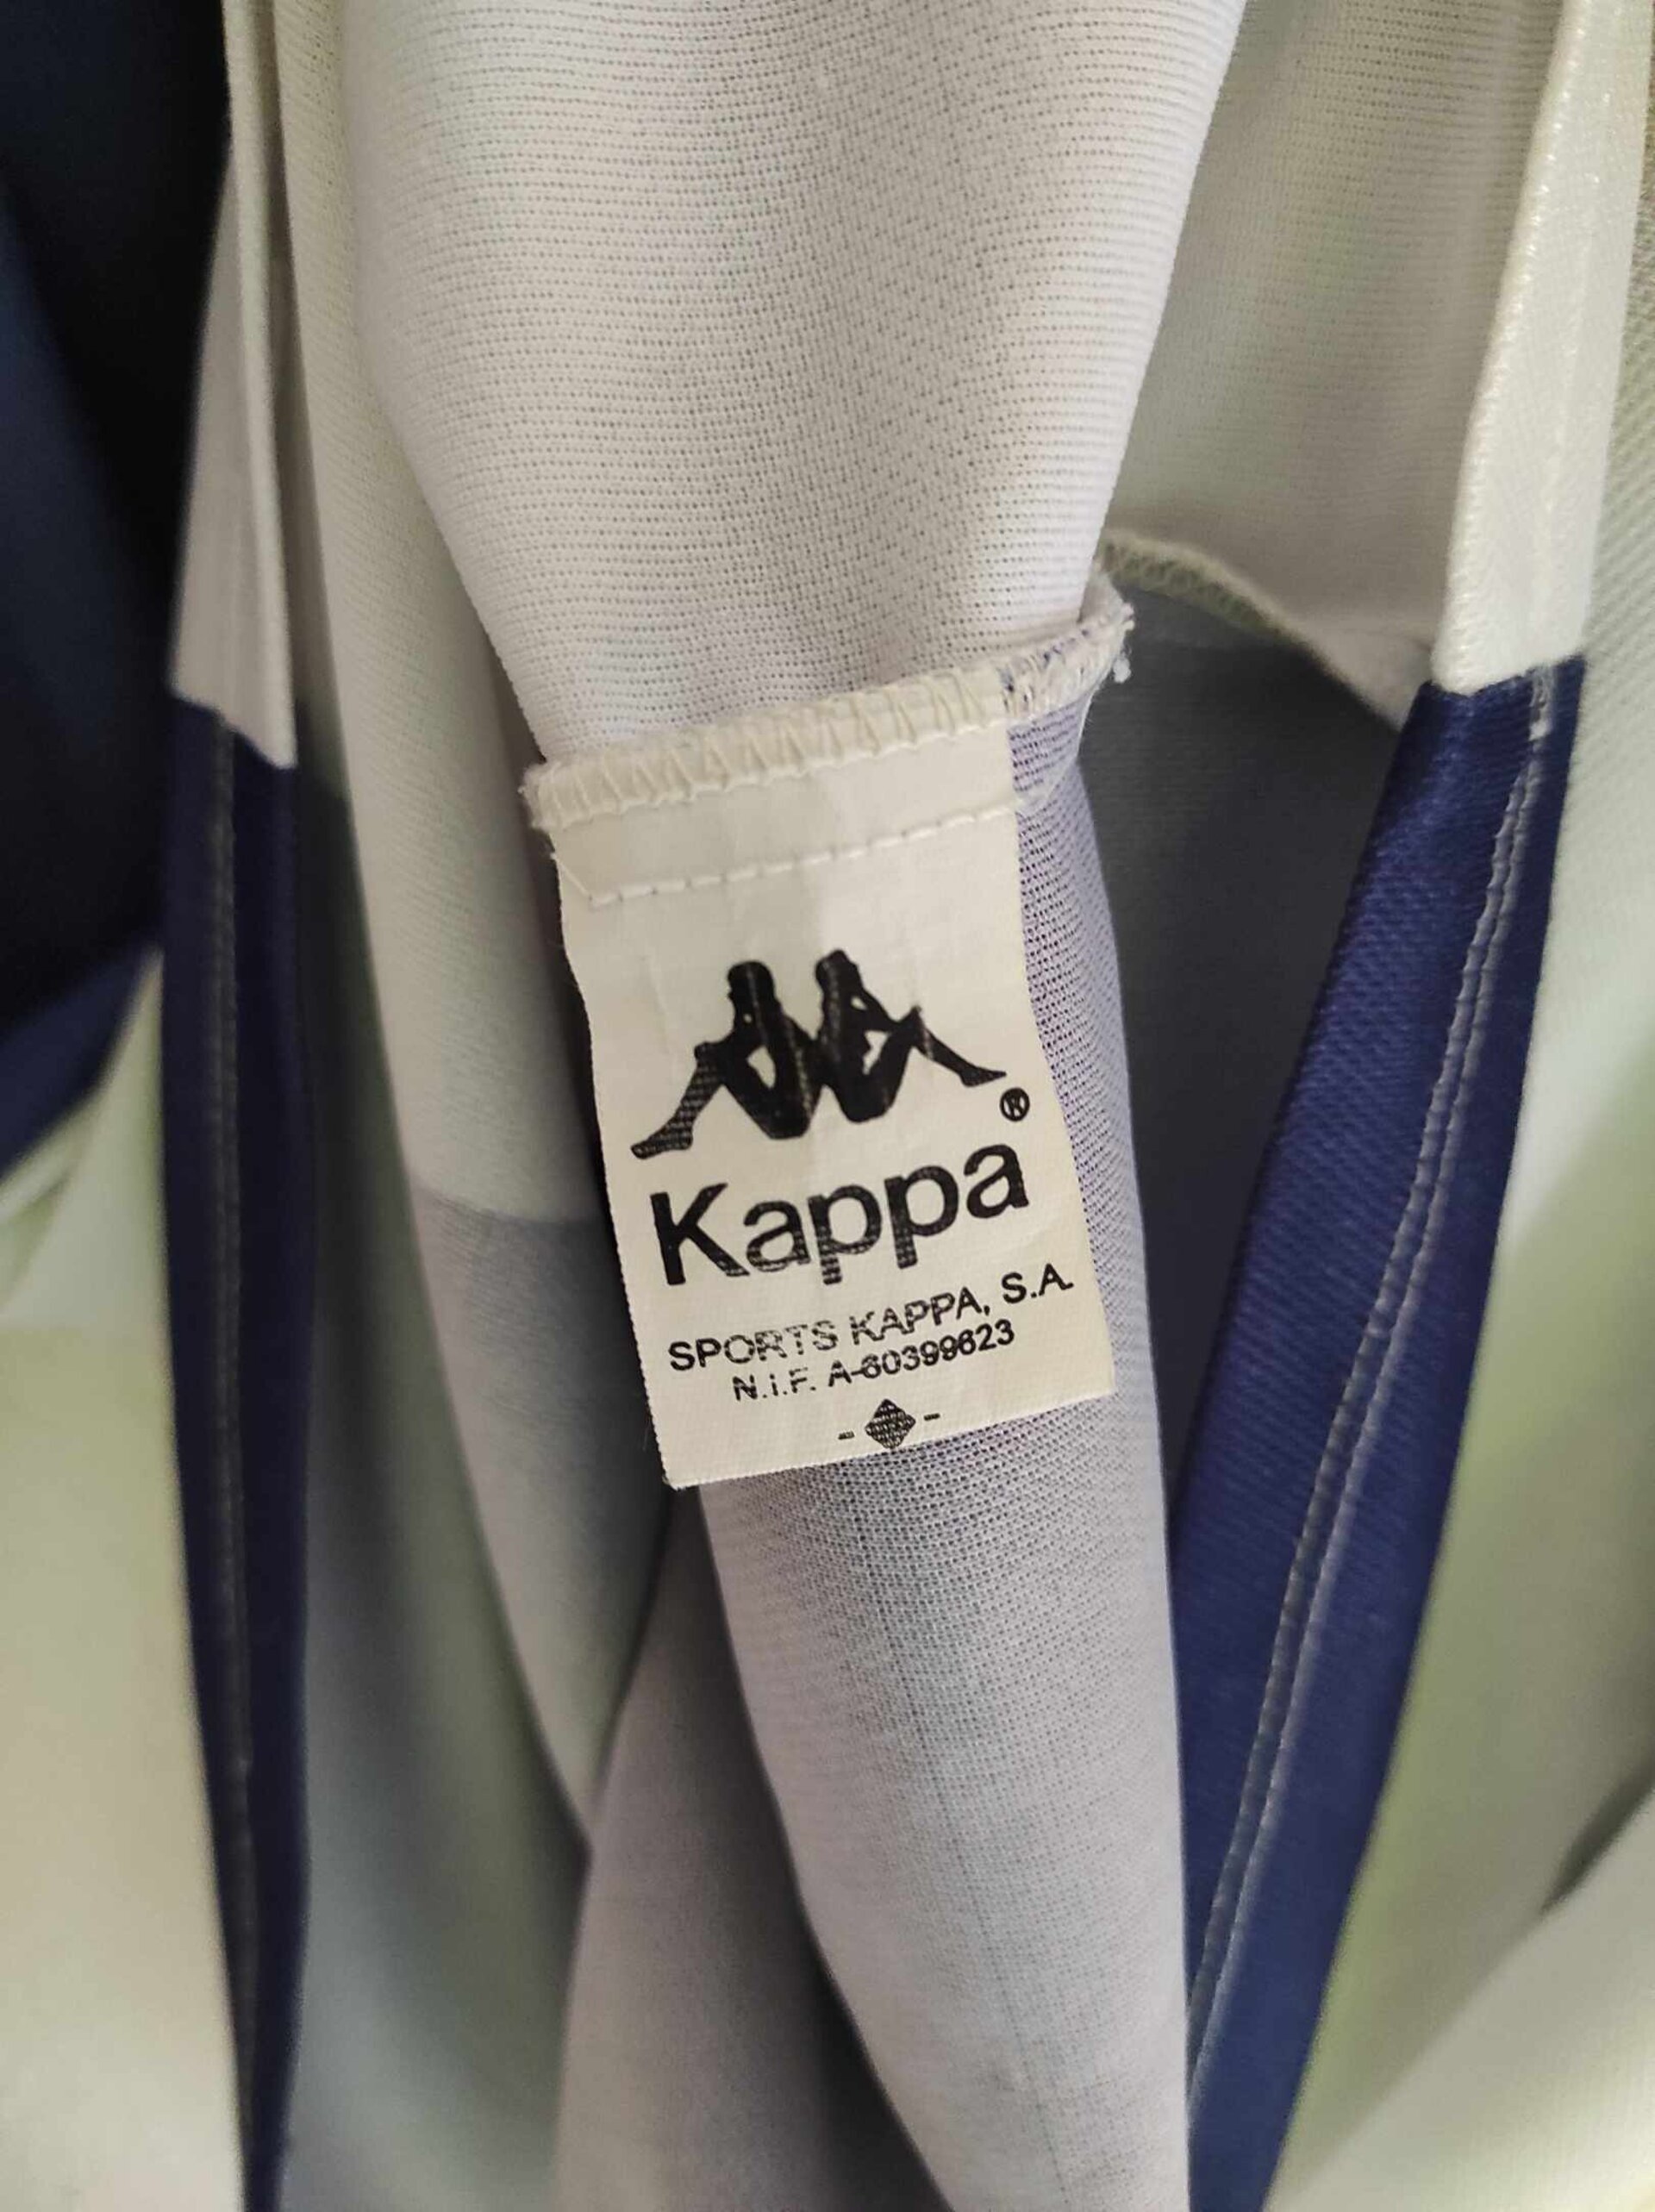 ®
Kappa
SPORTS KAPPA, S.A.
N.I.F. A-60399623